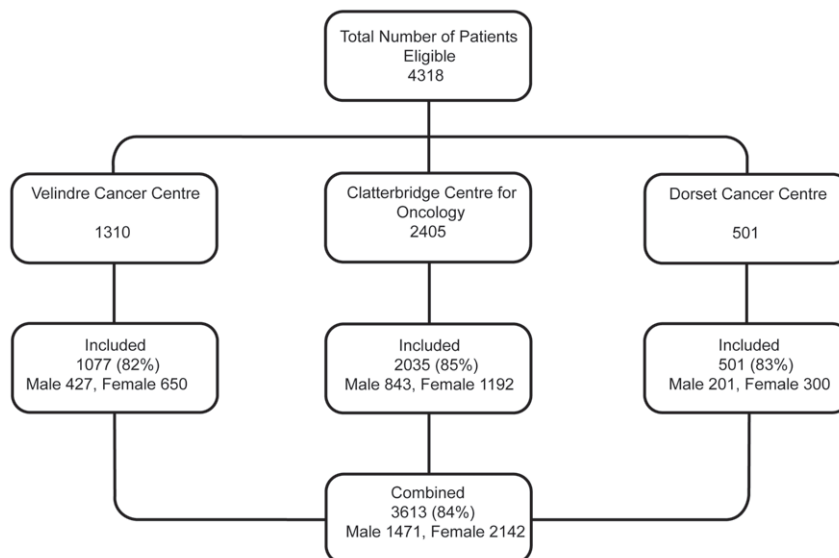 Total Number of Patients
Eligible
4318
Velindre Cancer Centre
1310
Clatterbridge Centre for
Oncology
2405
Dorset Cancer Centre
501
Included
1077 (82%)
Male 427, Female 650
Included
2035 (85%)
Male 843, Female 1192
Included
501 (83%)
Male 201, Female 300
Combined
3613 (84%)
Male 1471, Female 2142